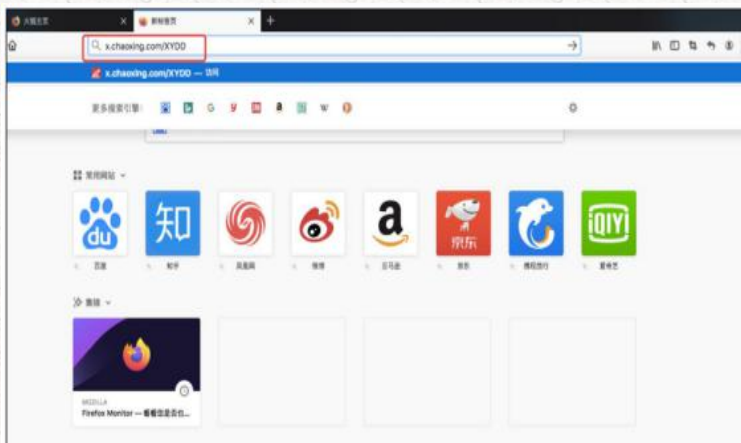 火狐主页
新标签页
x.chaoxing.com/XYDD
x.chaoxing.com/XYDD — 访问
更多搜索引擎:
G y a W
常用网站
du 知 a 京东 iQIYI
百度 知乎 凤凰网 微博 亚马逊 京东 携程旅行 爱奇艺
集锦
MOZILLA
Firefox Monitor — 看看您是否也...